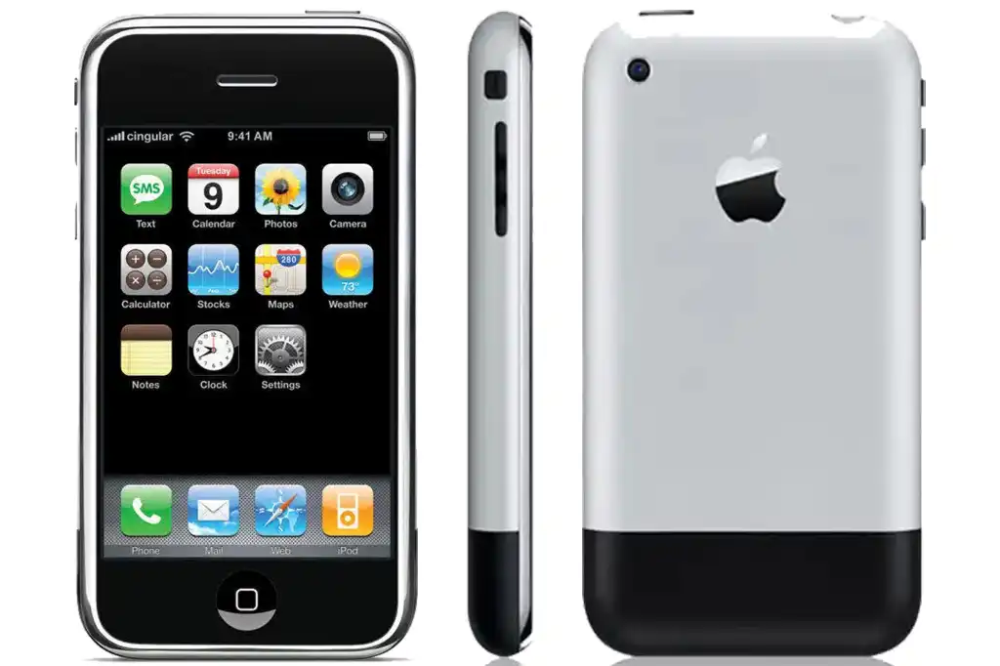 cingular 9:41 AM
SMS
Tuesday
9
Text Calendar Photos Camera
280
73°
Calculator Stocks Maps Weather
Notes Clock Settings
Phone Mail Web iPod